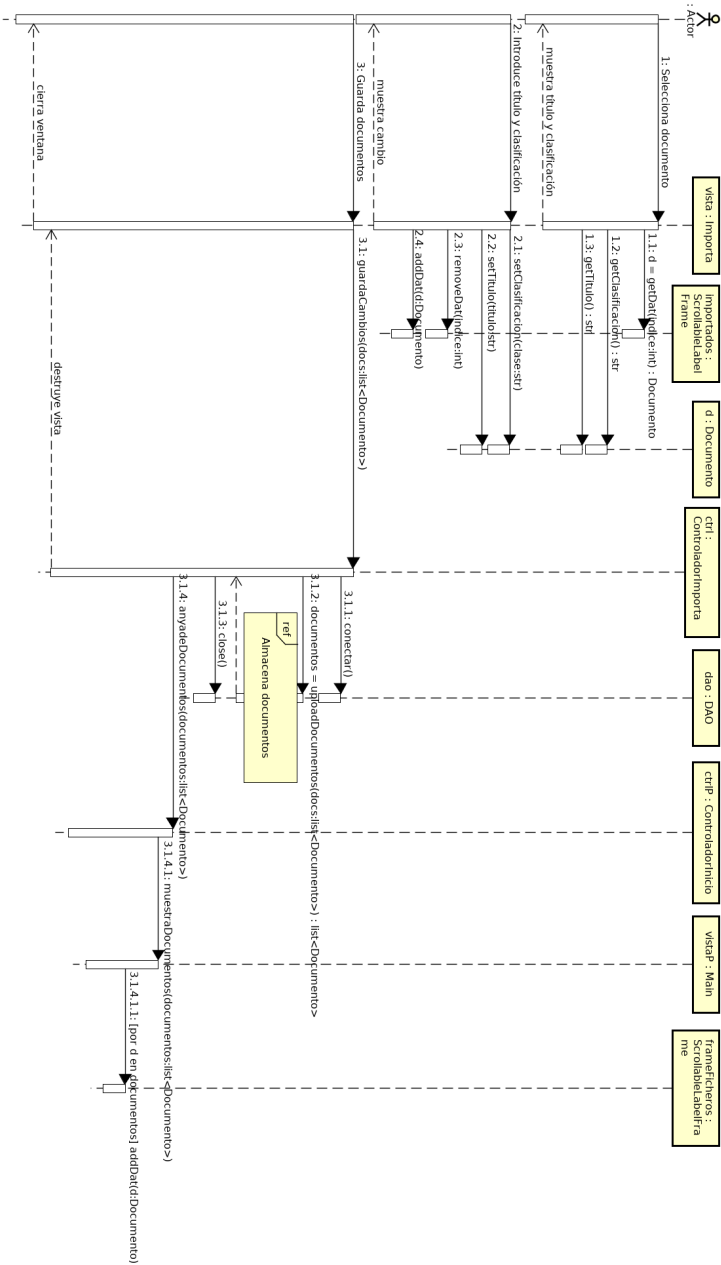 : Actor
vista : Importa
importados :
ScrollableLabel
Frame
d : Documento
ctrl :
ControladorImporta
dao : DAO
ctrlP : ControladorInicio
vistaP : Main
frameFicheros :
ScrollableLabelFra
me
1: Selecciona documento
1.1: d = getDat(indice:int) : Documento
1.2: getClasificacion() : str
1.3: getTitulo() : str
muestra título y clasificación
2: Introduce título y clasificación
2.1: setClasificacion(clase:str)
2.2: setTitulo(titulo:str)
2.3: removeDat(indice:int)
2.4: addDat(d:Documento)
muestra cambio
3: Guarda documentos
3.1: guardaCambios(docs:list<Documento>)
3.1.1: conectar()
3.1.2: documentos = uploadDocumentos(docs:list<Documento>) : list<Documento>
ref
Almacena documentos
3.1.3: close()
3.1.4: anyadeDocumentos(documentos:list<Documento>)
3.1.4.1: muestraDocumentos(documentos:list<Documento>)
3.1.4.1.1: [por d en documentos] addDat(d:Documento)
destruye vista
cierra ventana